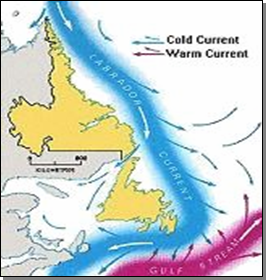 Cold Current
Warm Current
LABRADOR
CURRENT
GULF STREAM